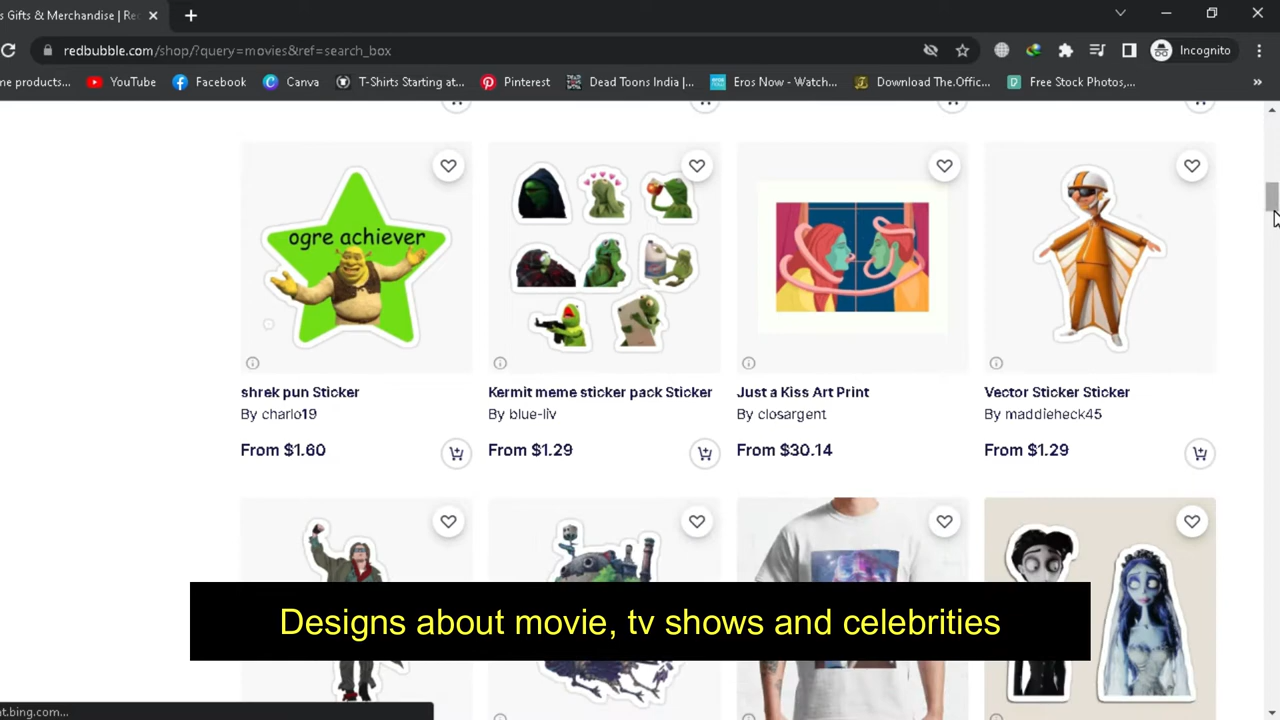 s Gifts & Merchandise | Re
redbubble.com/shop/?query=movies&ref=search_box
Incognito
me products...
YouTube
Facebook
Canva
T-Shirts Starting at...
Pinterest
Dead Toons India |...
Eros Now - Watch...
Download The.Offic...
Free Stock Photos,...
»
ogre achiever
shrek pun Sticker
By charlo19
From $1.60
Kermit meme sticker pack Sticker
By blue-liv
From $1.29
Just a Kiss Art Print
By closargent
From $30.14
Vector Sticker Sticker
By maddieheck45
From $1.29
Designs about movie, tv shows and celebrities
nt.bing.com...